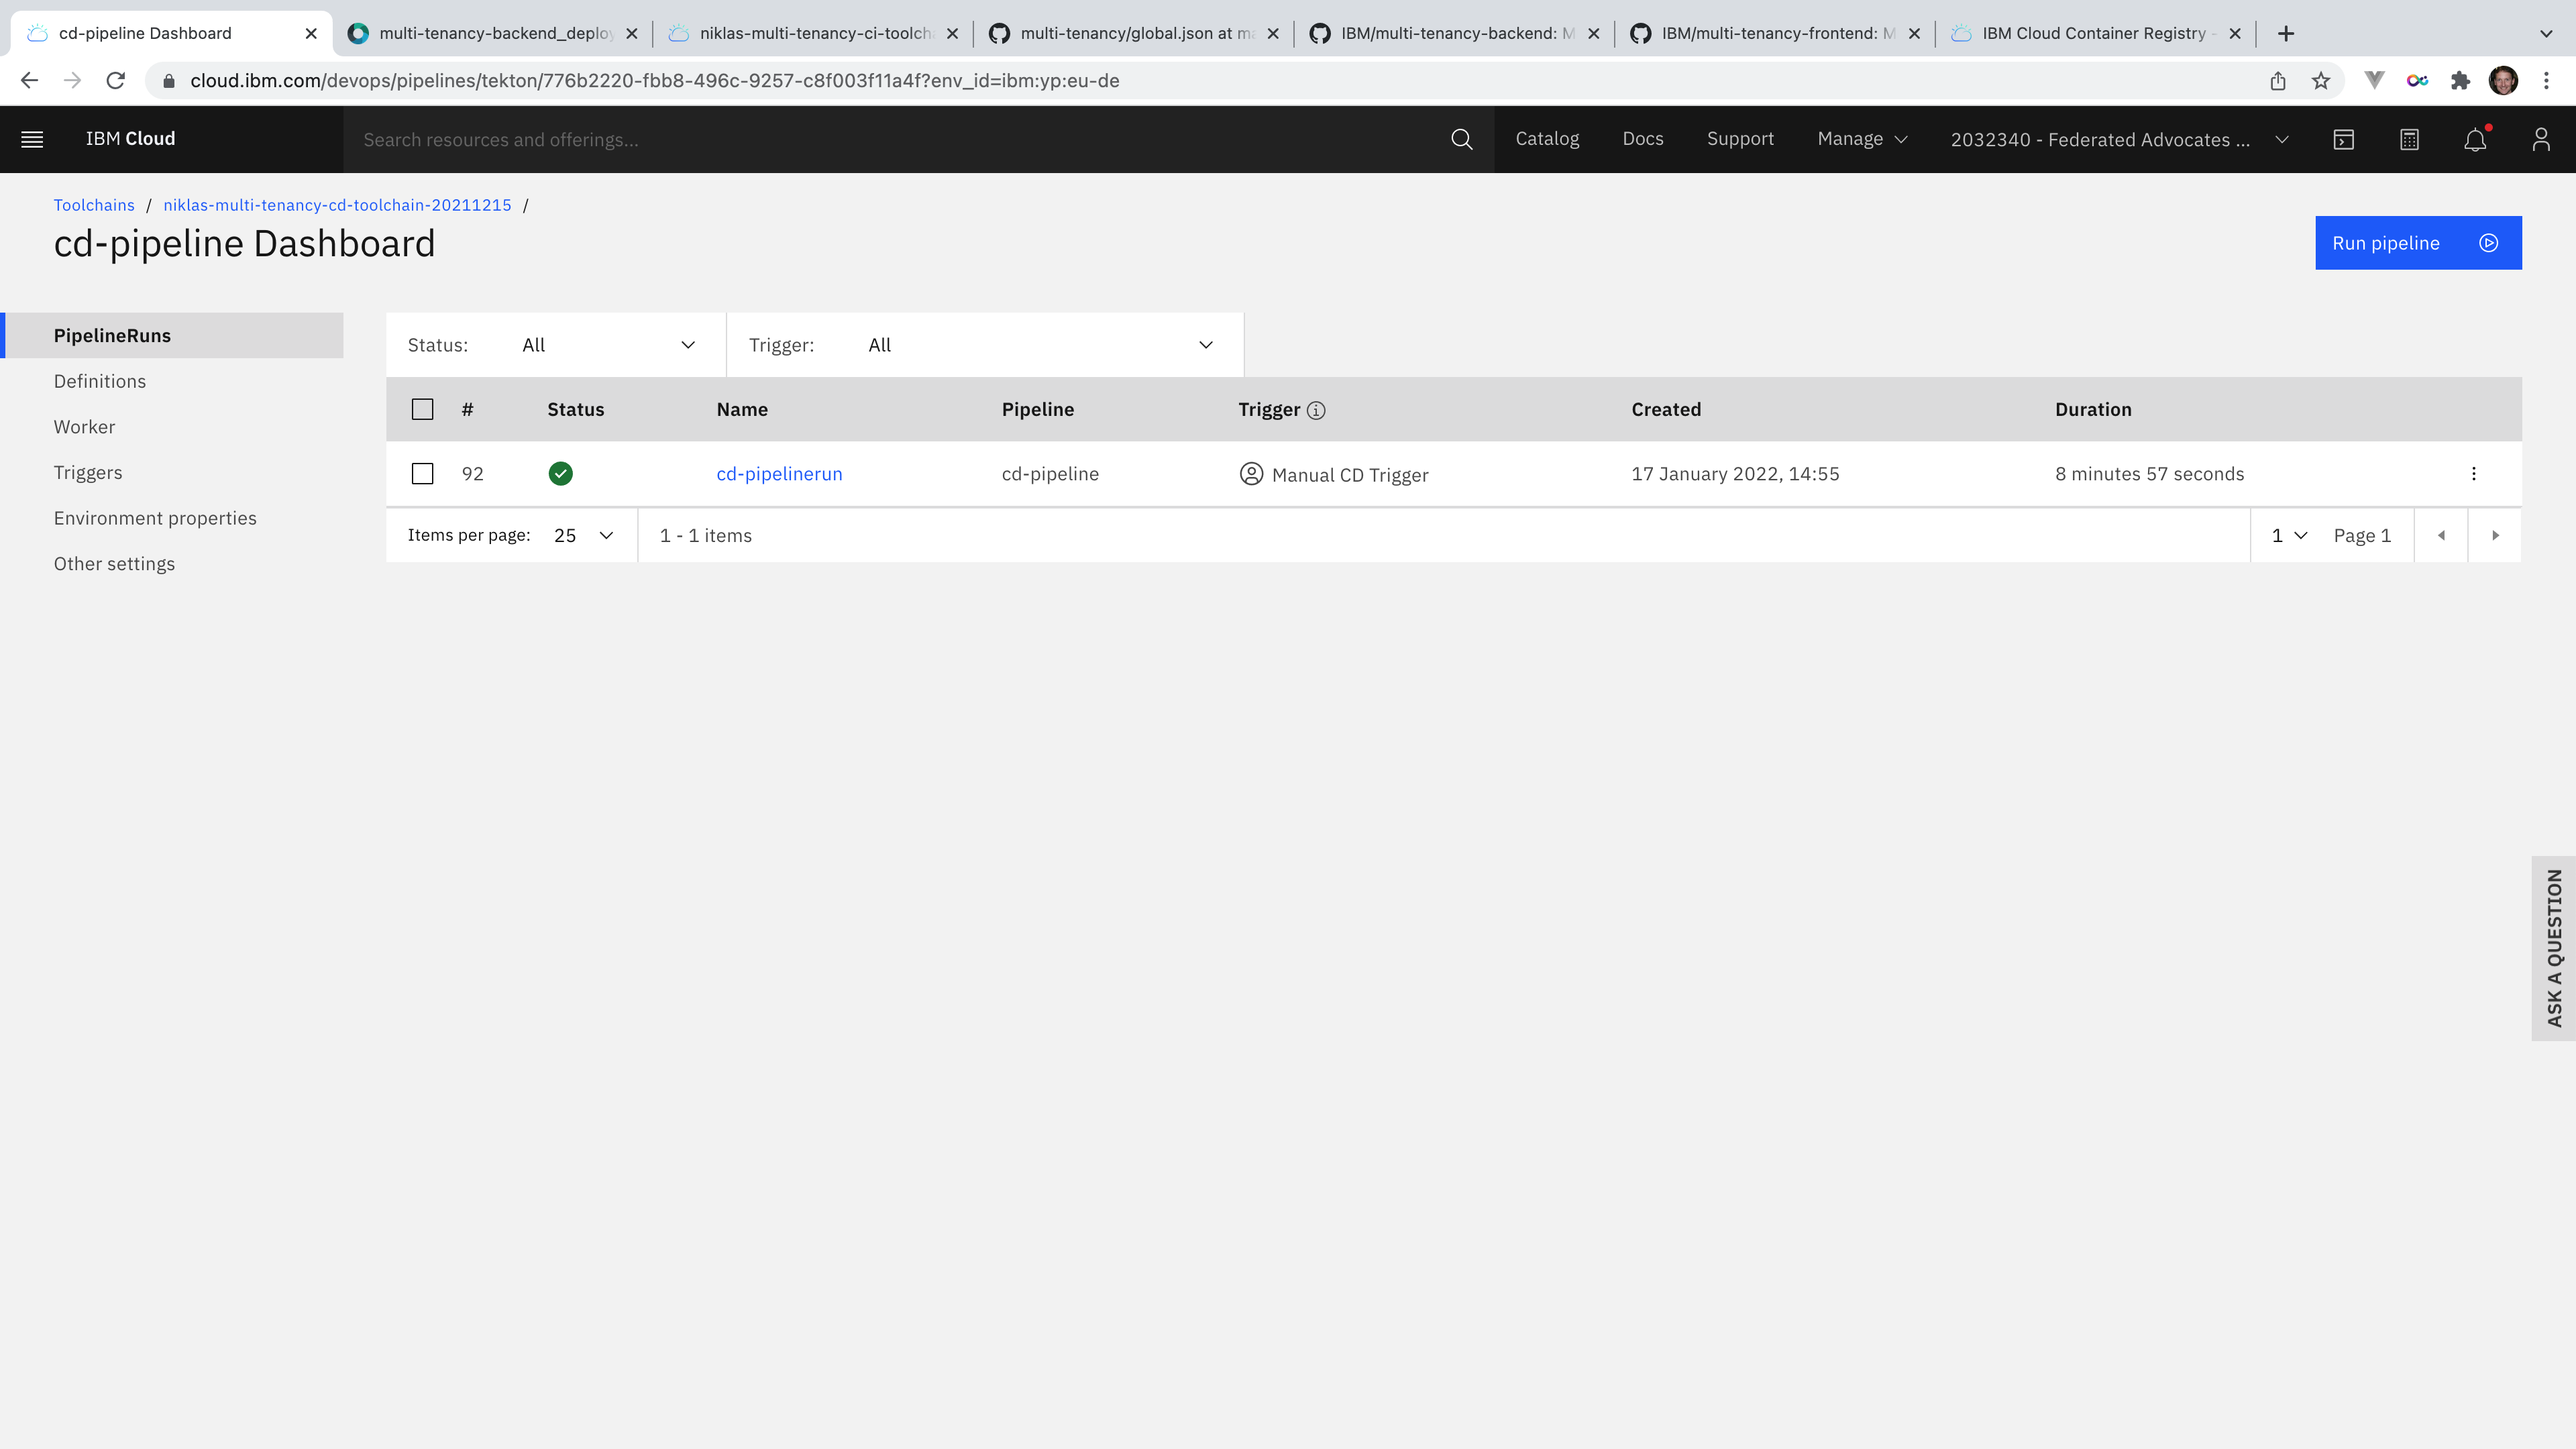 cd-pipeline Dashboard
multi-tenancy-backend_deploy
niklas-multi-tenancy-ci-toolch
multi-tenancy/global.json at ma
IBM/multi-tenancy-backend: M
IBM/multi-tenancy-frontend: M
IBM Cloud Container Registry -
cloud.ibm.com/devops/pipelines/tekton/776b2220-fbb8-496c-9257-c8f003f11a4f?env_id=ibm:yp:eu-de
IBM Cloud
Search resources and offerings...
Catalog
Docs
Support
Manage
2032340 - Federated Advocates ...
Toolchains / niklas-multi-tenancy-cd-toolchain-20211215 /
cd-pipeline Dashboard
Run pipeline
PipelineRuns
Definitions
Worker
Triggers
Environment properties
Other settings
Status: All
Trigger: All
# Status Name Pipeline Trigger Created Duration
92 cd-pipelinerun cd-pipeline Manual CD Trigger 17 January 2022, 14:55 8 minutes 57 seconds
Items per page: 25 1 - 1 items 1 Page 1
ASK A QUESTION